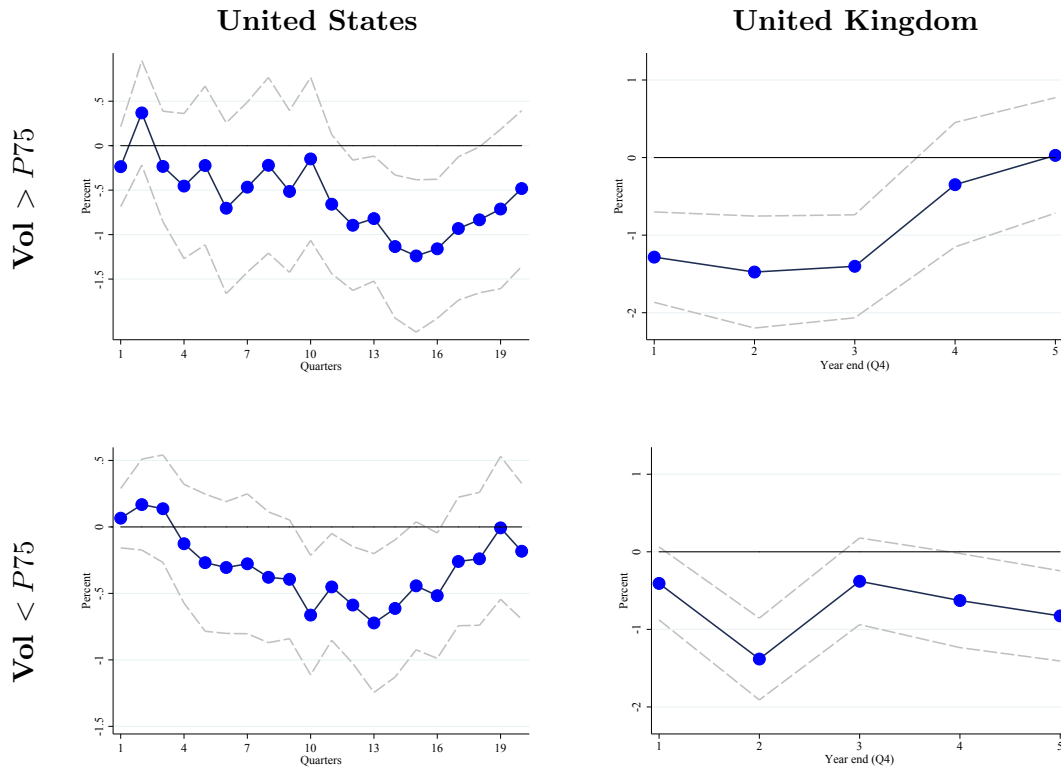 United States
United Kingdom
Vol > P75
Percent
.5
0
-.5
-1
-1.5
1 4 7 10 13 16 19
Quarters
Percent
1
0
-1
-2
1 2 3 4 5
Year end (Q4)
Vol < P75
Percent
.5
0
-.5
-1
-1.5
1 4 7 10 13 16 19
Quarters
Percent
1
0
-1
-2
1 2 3 4 5
Year end (Q4)